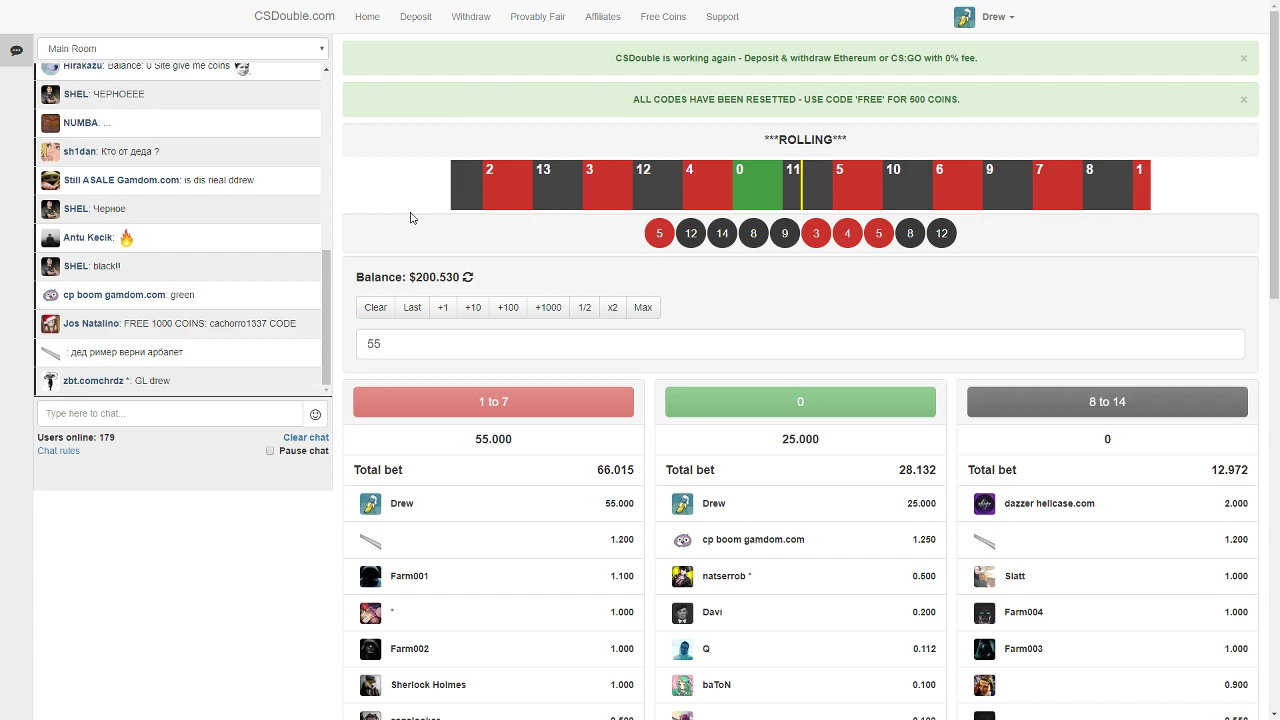 CSDouble.com Home Deposit Withdraw Provably Fair Affiliates Free Coins Support Drew
Main Room
Hirakazu: Balance: 0 Site give me coins
SHEL: ЧЕРНОЕЕЕ
NUMBA: ...
sh1dan: Кто от деда ?
Still ASALE Gamdom.com: is dis rieal ddrew
SHEL: Черное
Antu Kecik:
SHEL: black!!
cp boom gamdom.com: green
Jos Natalino: FREE 1000 COINS: cachorro1337 CODE
: дед ример верни арбапет
zbt.comchrdz *: GL drew
Type here to chat...
Users online: 179 Clear chat
Chat rules Pause chat
CSDouble is working again - Deposit & withdraw Ethereum or CS:GO with 0% fee. ×
ALL CODES HAVE BEEN RESETTED - USE CODE 'FREE' FOR 500 COINS. ×
***ROLLING***
2 13 3 12 4 0 11 5 10 6 9 7 8 1
5 12 14 8 9 3 4 5 8 12
Balance: $200.530
Clear Last +1 +10 +100 +1000 1/2 x2 Max
55
1 to 7
55.000
Total bet 66.015
Drew 55.000
1.200
Farm001 1.100
* 1.000
Farm002 1.000
Sherlock Holmes 1.000
0
25.000
Total bet 28.132
Drew 25.000
cp boom gamdom.com 1.250
natserrob * 0.500
Davi 0.200
Q 0.112
baToN 0.100
8 to 14
0
Total bet 12.972
dazzer hellcase.com 2.000
1.200
Slatt 1.000
Farm004 1.000
Farm003 1.000
0.900